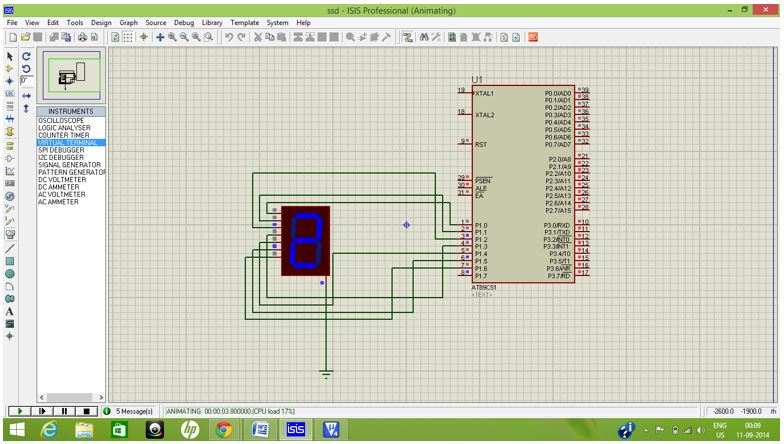 ssd - ISIS Professional (Animating)
File View Edit Tools Design Graph Source Debug Library Template System Help
INSTRUMENTS
OSCILLOSCOPE
LOGIC ANALYSER
COUNTER TIMER
VIRTUAL TERMINAL
SPI DEBUGGER
I2C DEBUGGER
SIGNAL GENERATOR
PATTERN GENERATOR
DC VOLTMETER
DC AMMETER
AC VOLTMETER
AC AMMETER
U1
19 XTAL1 P0.0/AD0 39
P0.1/AD1 38
P0.2/AD2 37
18 XTAL2 P0.3/AD3 36
P0.4/AD4 35
P0.5/AD5 34
P0.6/AD6 33
9 RST P0.7/AD7 32
P2.0/A8 21
P2.1/A9 22
P2.2/A10 23
29 PSEN P2.3/A11 24
30 ALE P2.4/A12 25
31 EA P2.5/A13 26
P2.6/A14 27
P2.7/A15 28
1 P1.0 P3.0/RXD 10
2 P1.1 P3.1/TXD 11
3 P1.2 P3.2/INT0 12
4 P1.3 P3.3/INT1 13
5 P1.4 P3.4/T0 14
6 P1.5 P3.5/T1 15
7 P1.6 P3.6/WR 16
8 P1.7 P3.7/RD 17
AT89C51
<TEXT>
5 Message(s) ANIMATING: 00:00:03.800000 (CPU load 17%) -2600.0 -1900.0 th
ENG 00:09
US 11-09-2014